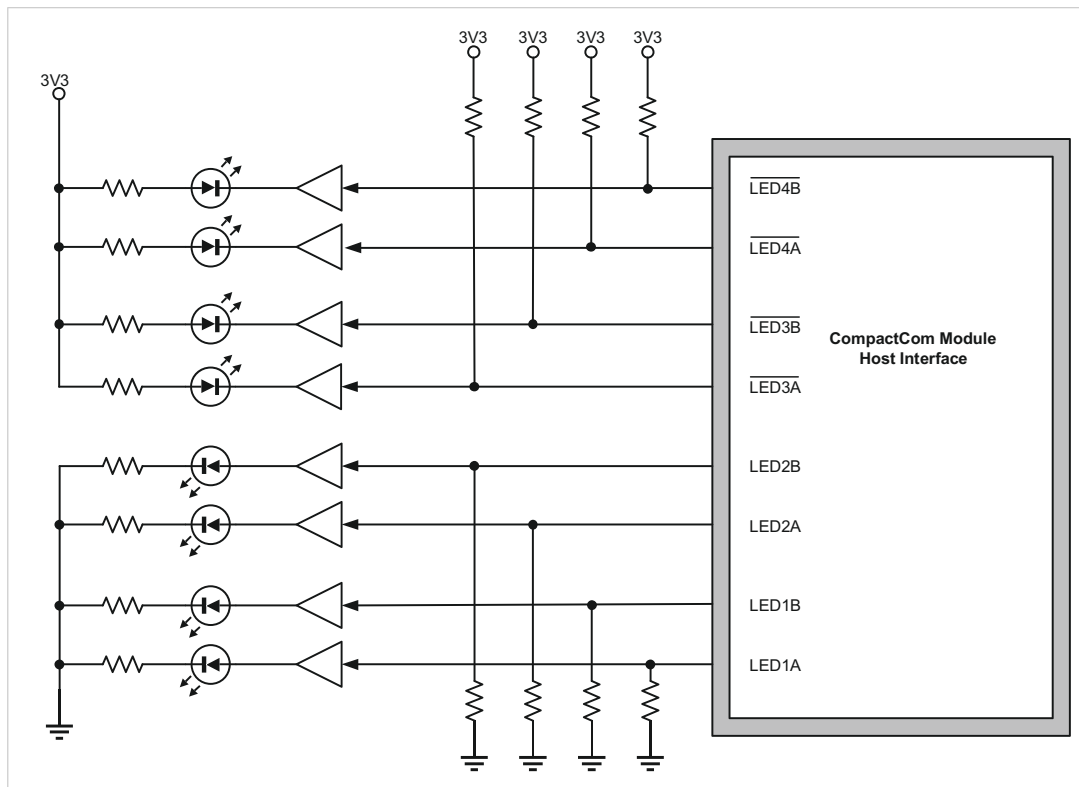 3V3 3V3 3V3 3V3
3V3
LED4B
LED4A
LED3B
CompactCom Module
Host Interface
LED3A
LED2B
LED2A
LED1B
LED1A